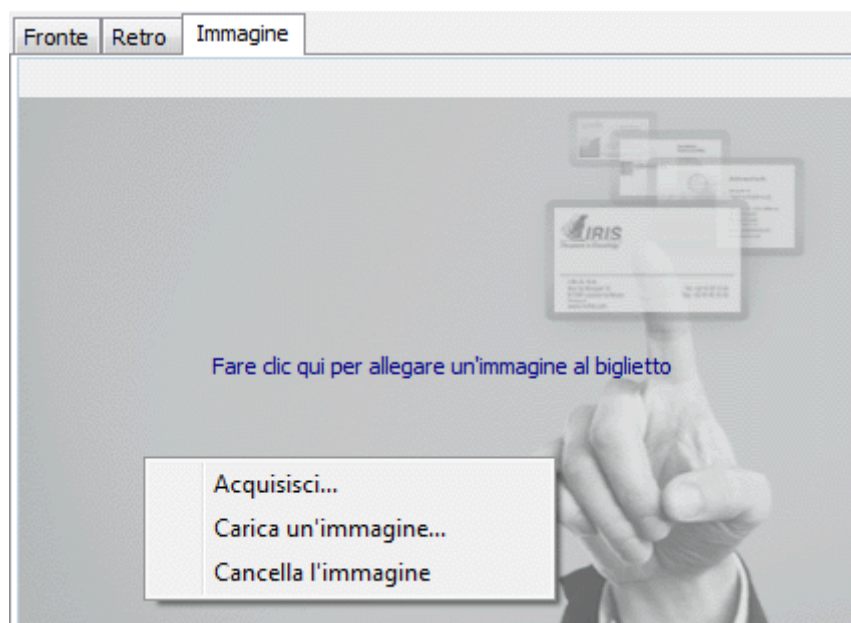 Fronte Retro Immagine
IRIS
Fare clic qui per allegare un'immagine al biglietto
Acquisisci...
Carica un'immagine...
Cancella l'immagine